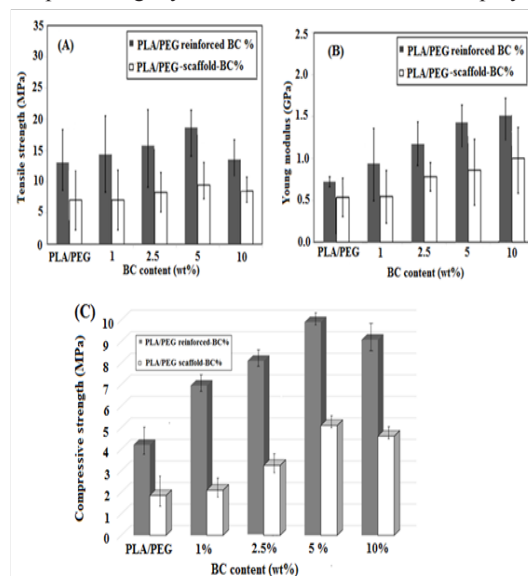 (A)
PLA/PEG reinforced BC %
PLA/PEG -scaffold-BC%
Tensile strength (MPa)
35
30
25
20
15
10
5
0
PLA/PEG 1 2.5 5 10
BC content (wt%)
(B)
PLA/PEG reinforced BC %
PLA/PEG-scaffold-BC%
Young modulus (GPa)
2.5
2.0
1.5
1.0
0.5
0.0
PLA/PEG 1 2.5 5 10
BC content (wt%)
(C)
PLA/PEG reinforced-BC%
PLA/PEG scaffold-BC%
Compressive strength (MPa)
10
9
8
7
6
5
4
3
2
1
0
PLA/PEG 1% 2.5% 5 % 10%
BC content (wt%)